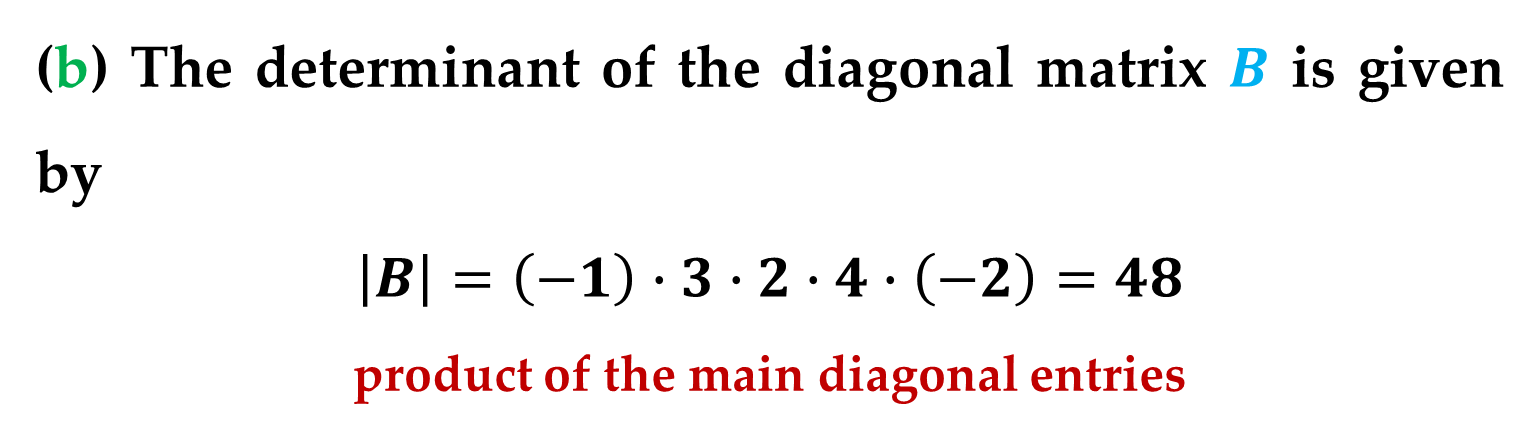 (b) The determinant of the diagonal matrix B is given
by
|B| = (−1) · 3 · 2 · 4 · (−2) = 48
product of the main diagonal entries